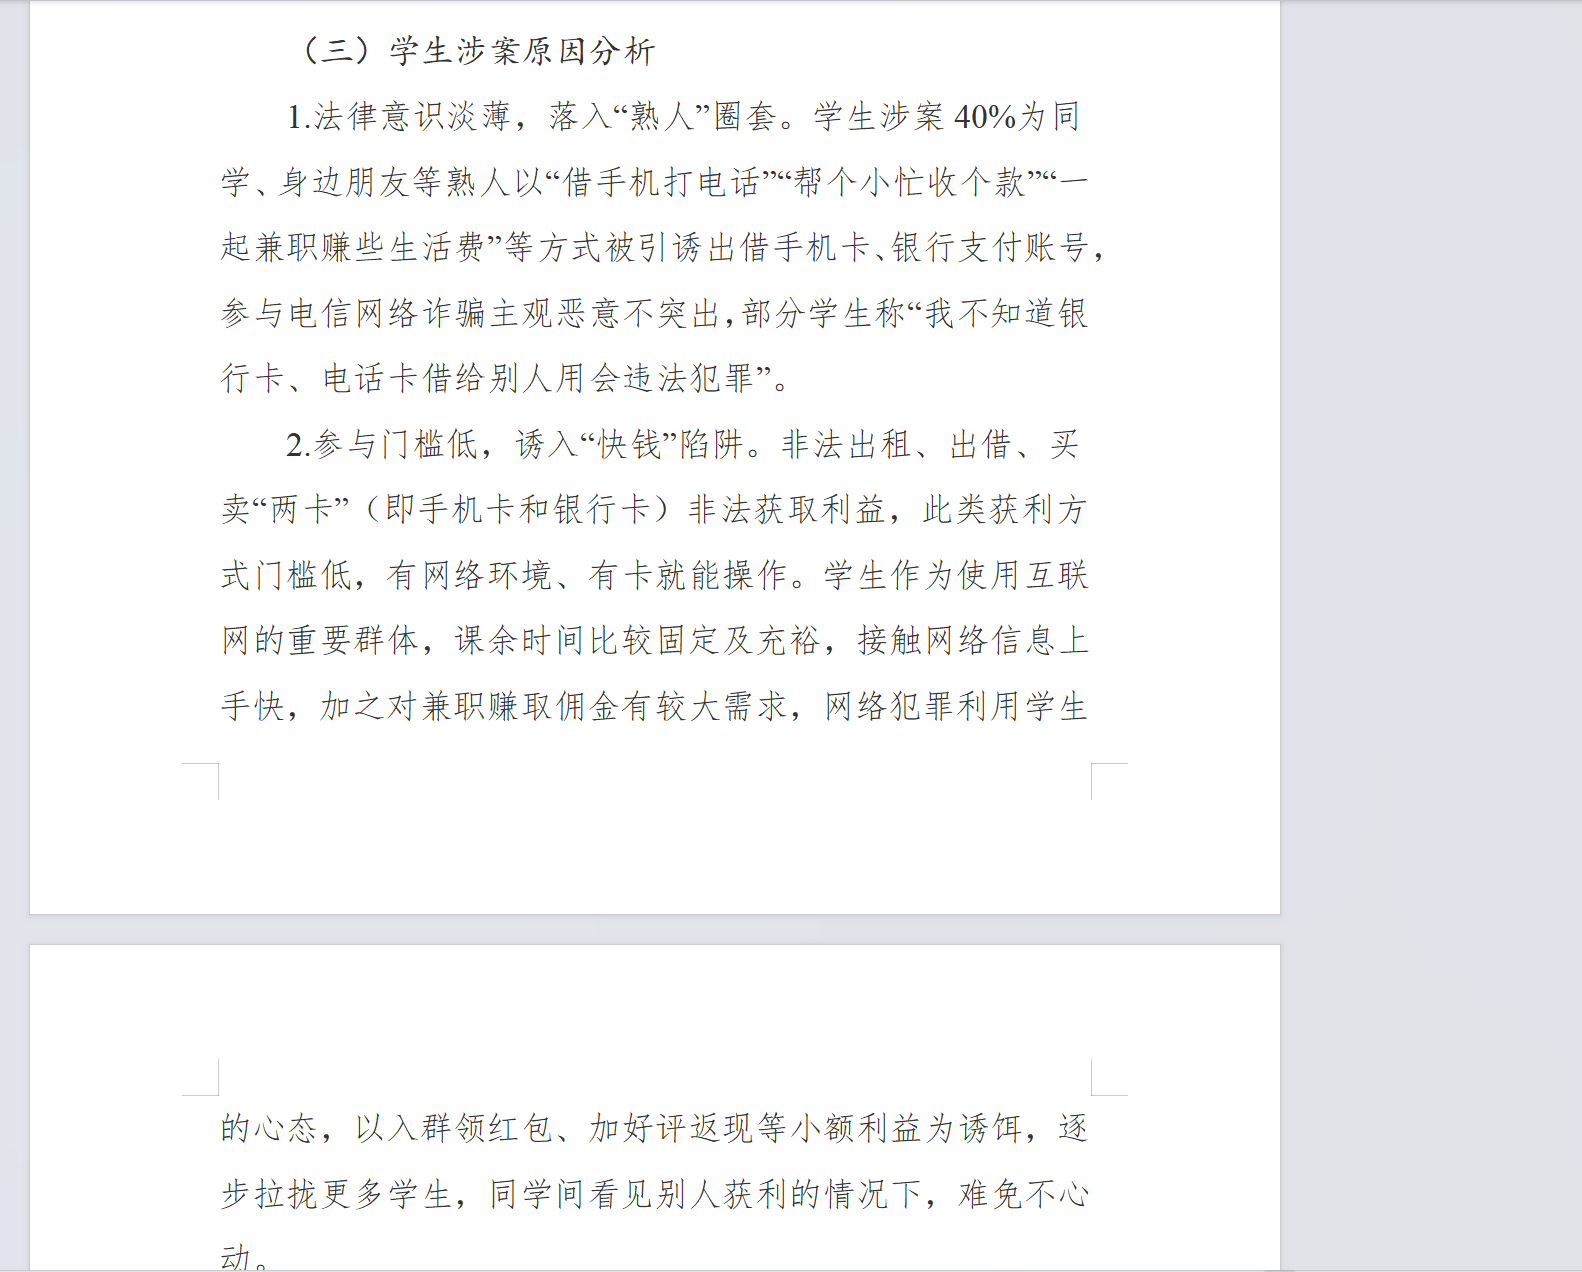 （三）学生涉案原因分析
1.法律意识淡薄，落入“熟人”圈套。学生涉案 40%为同
学、身边朋友等熟人以“借手机打电话”“帮个小忙收个款”“一
起兼职赚些生活费”等方式被引诱出借手机卡、银行支付账号，
参与电信网络诈骗主观恶意不突出，部分学生称“我不知道银
行卡、电话卡借给别人用会违法犯罪”。
2.参与门槛低，诱入“快钱”陷阱。非法出租、出借、买
卖“两卡”（即手机卡和银行卡）非法获取利益，此类获利方
式门槛低，有网络环境、有卡就能操作。学生作为使用互联
网的重要群体，课余时间比较固定及充裕，接触网络信息上
手快，加之对兼职赚取佣金有较大需求，网络犯罪利用学生
的心态，以入群领红包、加好评返现等小额利益为诱饵，逐
步拉拢更多学生，同学间看见别人获利的情况下，难免不心
动。